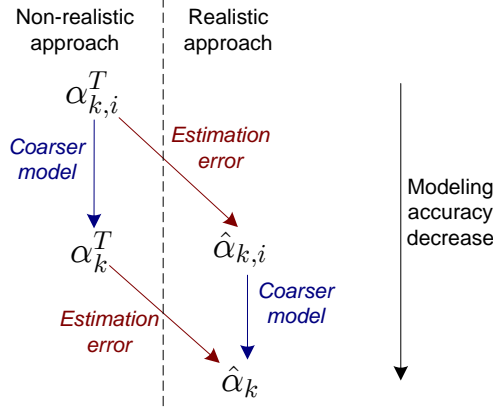 Non-realistic
approach
Realistic
approach
α^T_{k,i}
Coarser
model
Estimation
error
Modeling
accuracy
decrease
α^T_k
α̂_{k,i}
Estimation
error
Coarser
model
α̂_k